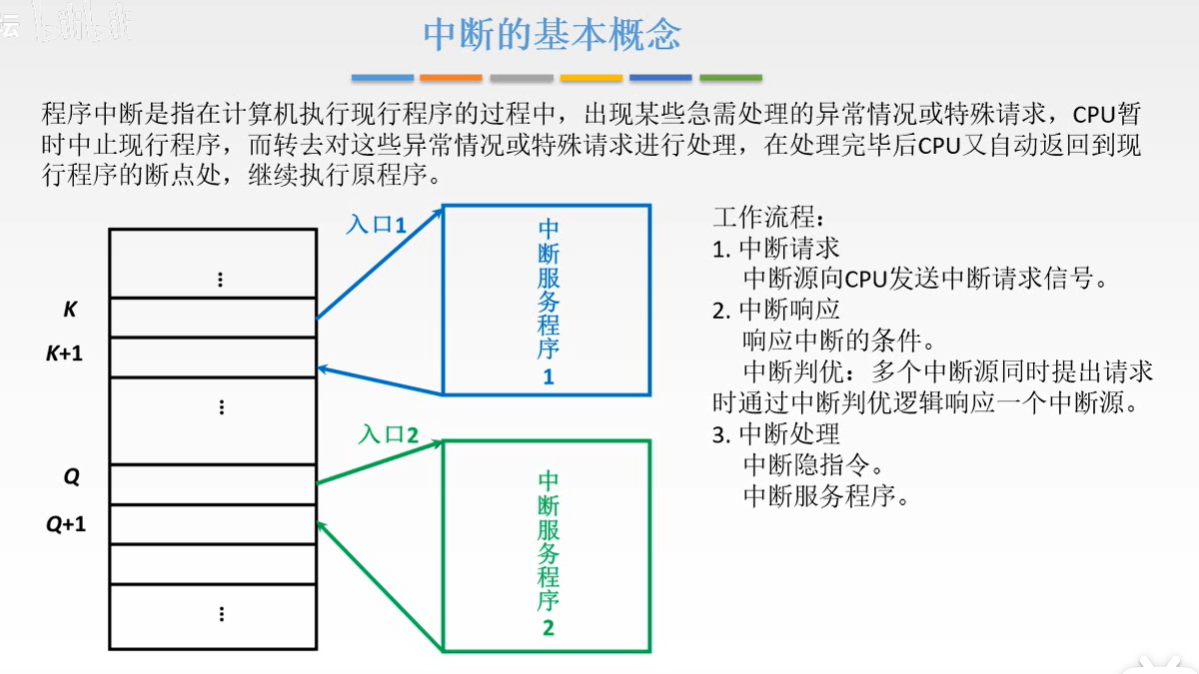 坛 bilibili
中断的基本概念
程序中断是指在计算机执行现行程序的过程中，出现某些急需处理的异常情况或特殊请求，CPU暂
时中止现行程序，而转去对这些异常情况或特殊请求进行处理，在处理完毕后CPU又自动返回到现
行程序的断点处，继续执行原程序。
K
K+1
Q
Q+1
⋮
⋮
⋮
入口1
中断服务程序1
入口2
中断服务程序2
工作流程：
1. 中断请求
中断源向CPU发送中断请求信号。
2. 中断响应
响应中断的条件。
中断判优：多个中断源同时提出请求
时通过中断判优逻辑响应一个中断源。
3. 中断处理
中断隐指令。
中断服务程序。